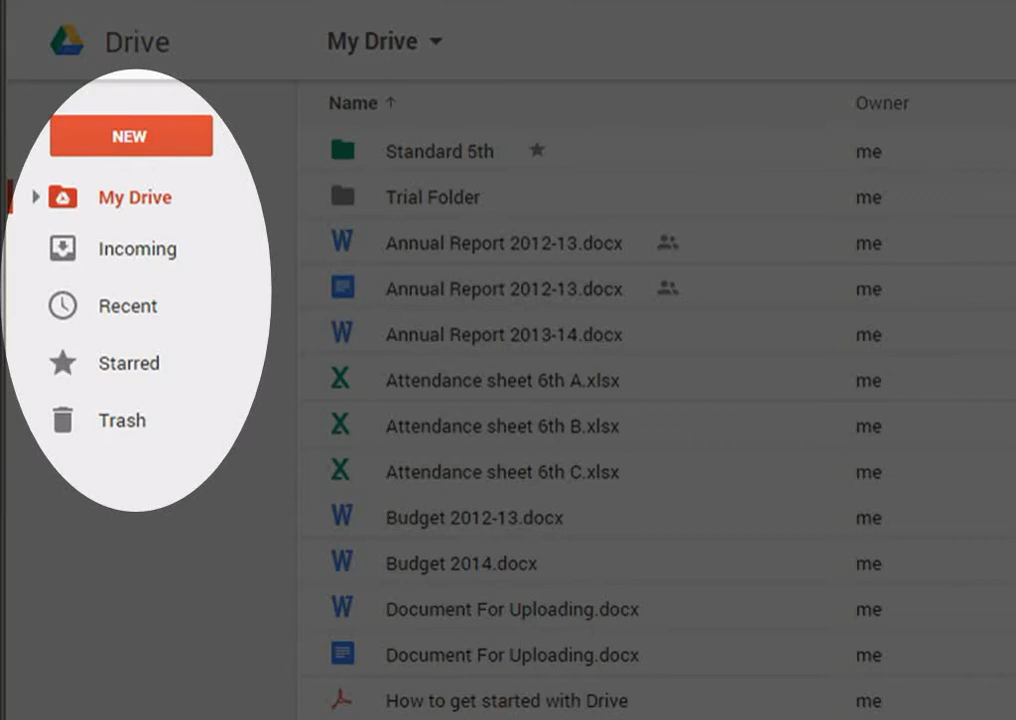 Drive
My Drive
NEW
My Drive
Incoming
Recent
Starred
Trash
Name Owner
Standard 5th me
Trial Folder me
Annual Report 2012-13.docx me
Annual Report 2012-13.docx me
Annual Report 2013-14.docx me
Attendance sheet 6th A.xlsx me
Attendance sheet 6th B.xlsx me
Attendance sheet 6th C.xlsx me
Budget 2012-13.docx me
Budget 2014.docx me
Document For Uploading.docx me
Document For Uploading.docx me
How to get started with Drive me